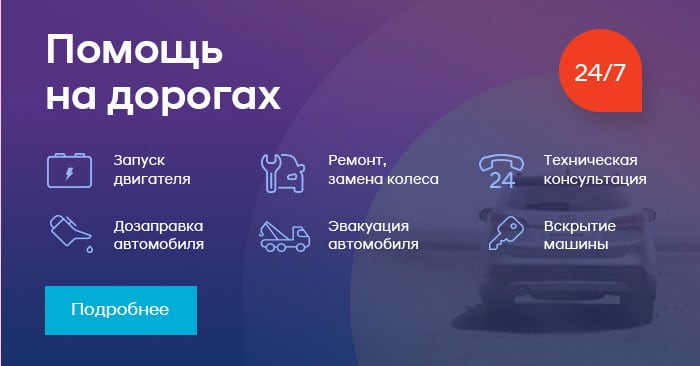 Помощь
на дорогах
24/7
Запуск
двигателя
Ремонт,
замена колеса
24
Техническая
консультация
Дозаправка
автомобиля
Эвакуация
автомобиля
Вскрытие
машины
Подробнее